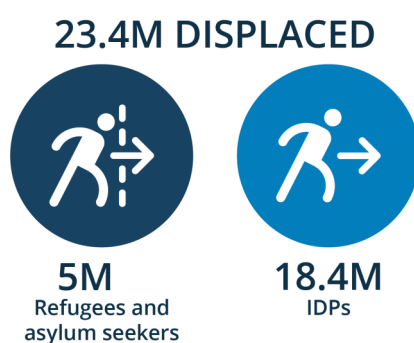 23.4M DISPLACED
5M
Refugees and
asylum seekers
18.4M
IDPs